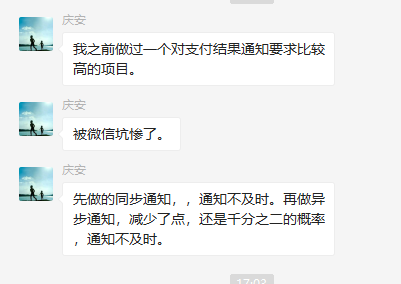 庆安
我之前做过一个对支付结果通知要求比较
高的项目。
庆安
被微信坑惨了。
庆安
先做的同步通知，，通知不及时。再做异
步通知，减少了点，还是千分之二的概率
，通知不及时。
17:03